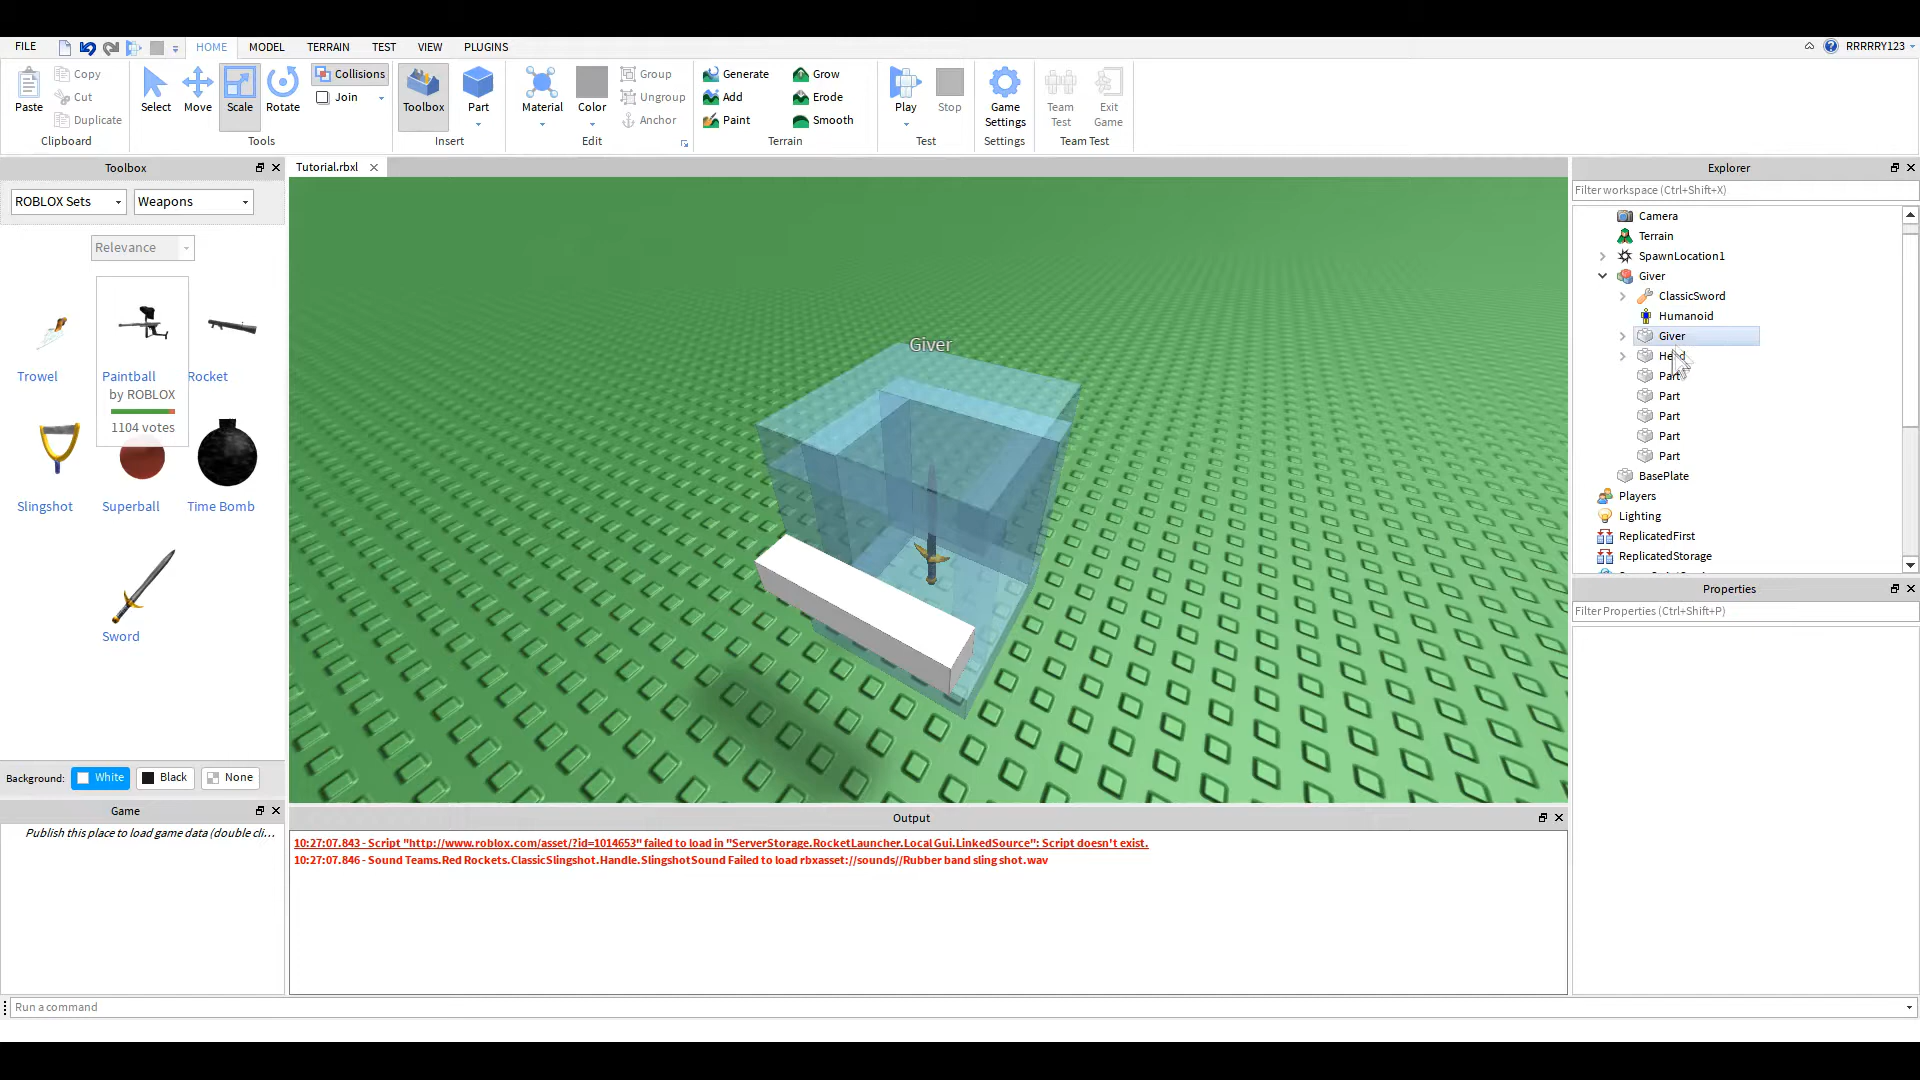 FILE
HOME
MODEL
TERRAIN
TEST
VIEW
PLUGINS
RRRRRY123
Paste
Copy
Cut
Duplicate
Clipboard
Select
Move
Scale
Rotate
Collisions
Join
Tools
Toolbox
Part
Insert
Material
Color
Group
Ungroup
Anchor
Edit
Generate
Add
Paint
Grow
Erode
Smooth
Terrain
Play
Stop
Test
Game
Settings
Settings
Team
Test
Exit
Game
Team Test
Toolbox
ROBLOX Sets
Weapons
Relevance
Trowel
Paintball
Rocket
by ROBLOX
1104 votes
Slingshot
Superball
Time Bomb
Sword
Background:
White
Black
None
Game
Publish this place to load game data (double cli...
Tutorial.rbxl
Giver
Output
10:27:07.843 - Script "http://www.roblox.com/asset/?id=1014653" failed to load in "ServerStorage.RocketLauncher.Local Gui.LinkedSource": Script doesn't exist.
10:27:07.846 - Sound Teams.Red Rockets.ClassicSlingshot.Handle.SlingshotSound Failed to load rbxasset://sounds//Rubber band sling shot.wav
Run a command
Explorer
Filter workspace (Ctrl+Shift+X)
Camera
Terrain
SpawnLocation1
Giver
ClassicSword
Humanoid
Giver
Head
Part
Part
Part
Part
Part
BasePlate
Players
Lighting
ReplicatedFirst
ReplicatedStorage
Properties
Filter Properties (Ctrl+Shift+P)